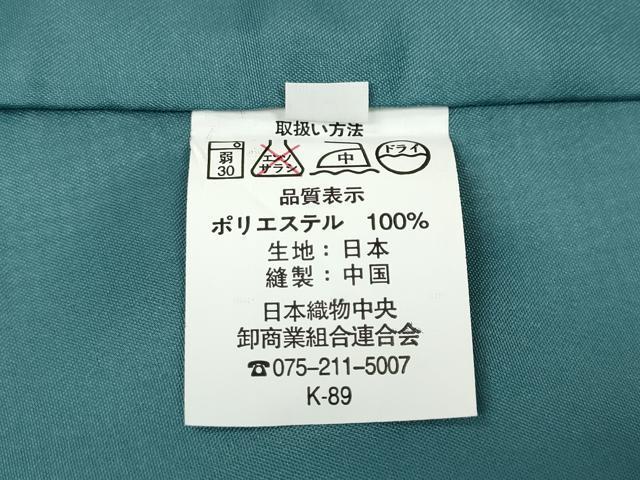 取扱い方法
弱
30
エンソ
サラシ
中
ドライ
品質表示
ポリエステル 100%
生地：日本
縫製：中国
日本織物中央
卸商業組合連合会
☎075-211-5007
K-89